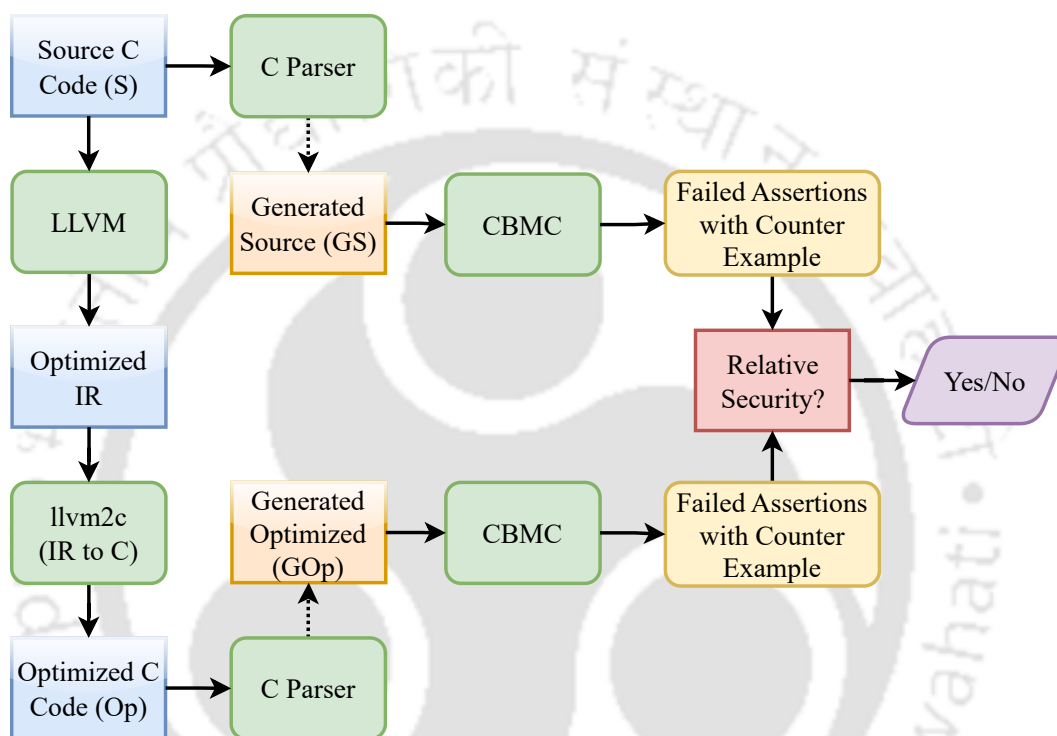 Source C
Code (S)
C Parser
LLVM
Generated
Source (GS)
CBMC
Failed Assertions
with Counter
Example
Optimized
IR
Relative
Security?
Yes/No
llvm2c
(IR to C)
Generated
Optimized
(GOp)
CBMC
Failed Assertions
with Counter
Example
Optimized C
Code (Op)
C Parser